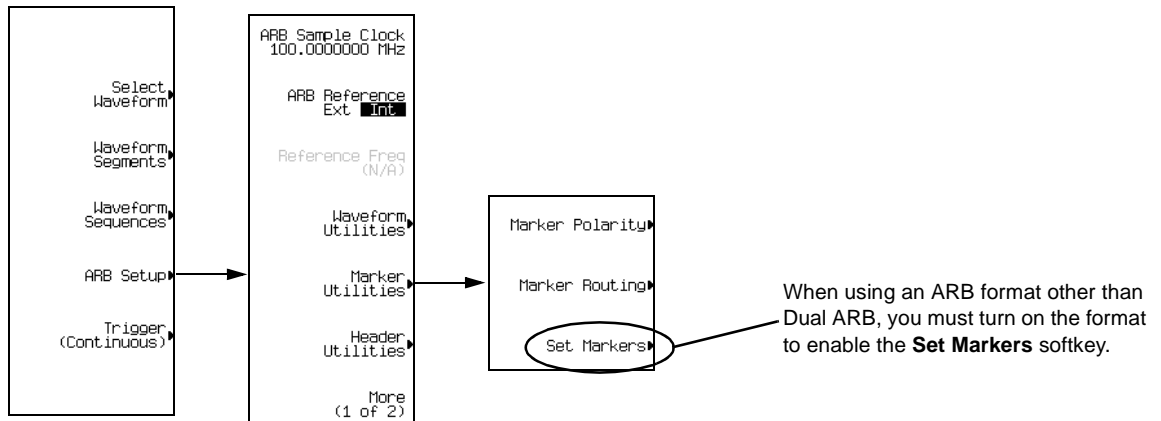 Select
Waveform
Waveform
Segments
Waveform
Sequences
ARB Setup
Trigger
(Continuous)
ARB Sample Clock
100.0000000 MHz
ARB Reference
Ext Int
Reference Freq
(N/A)
Waveform
Utilities
Marker
Utilities
Header
Utilities
More
(1 of 2)
Marker Polarity
Marker Routing
Set Markers
When using an ARB format other than
Dual ARB, you must turn on the format
to enable the Set Markers softkey.